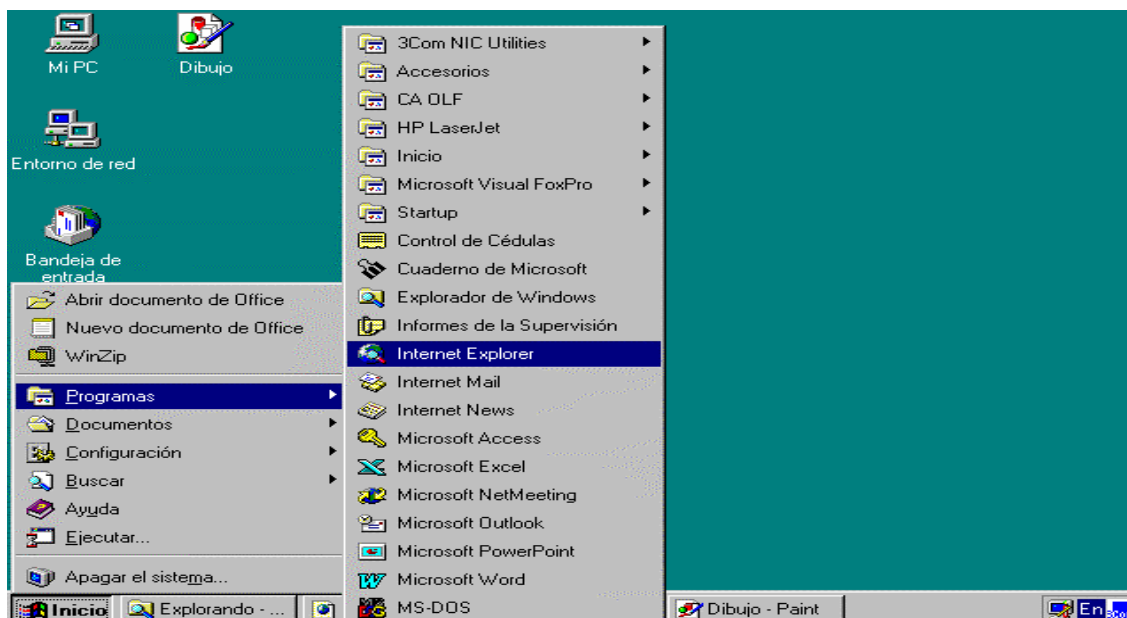 Mi PC
Dibujo
Entorno de red
Bandeja de
entrada
Abrir documento de Office
Nuevo documento de Office
WinZip
Programas
Documentos
Configuración
Buscar
Ayuda
Ejecutar...
Apagar el sistema...
3Com NIC Utilities
Accesorios
CA OLF
HP LaserJet
Inicio
Microsoft Visual FoxPro
Startup
Control de Cédulas
Cuaderno de Microsoft
Explorador de Windows
Informes de la Supervisión
Internet Explorer
Internet Mail
Internet News
Microsoft Access
Microsoft Excel
Microsoft NetMeeting
Microsoft Outlook
Microsoft PowerPoint
Microsoft Word
MS-DOS
Inicio
Explorando - ...
Dibujo - Paint
En